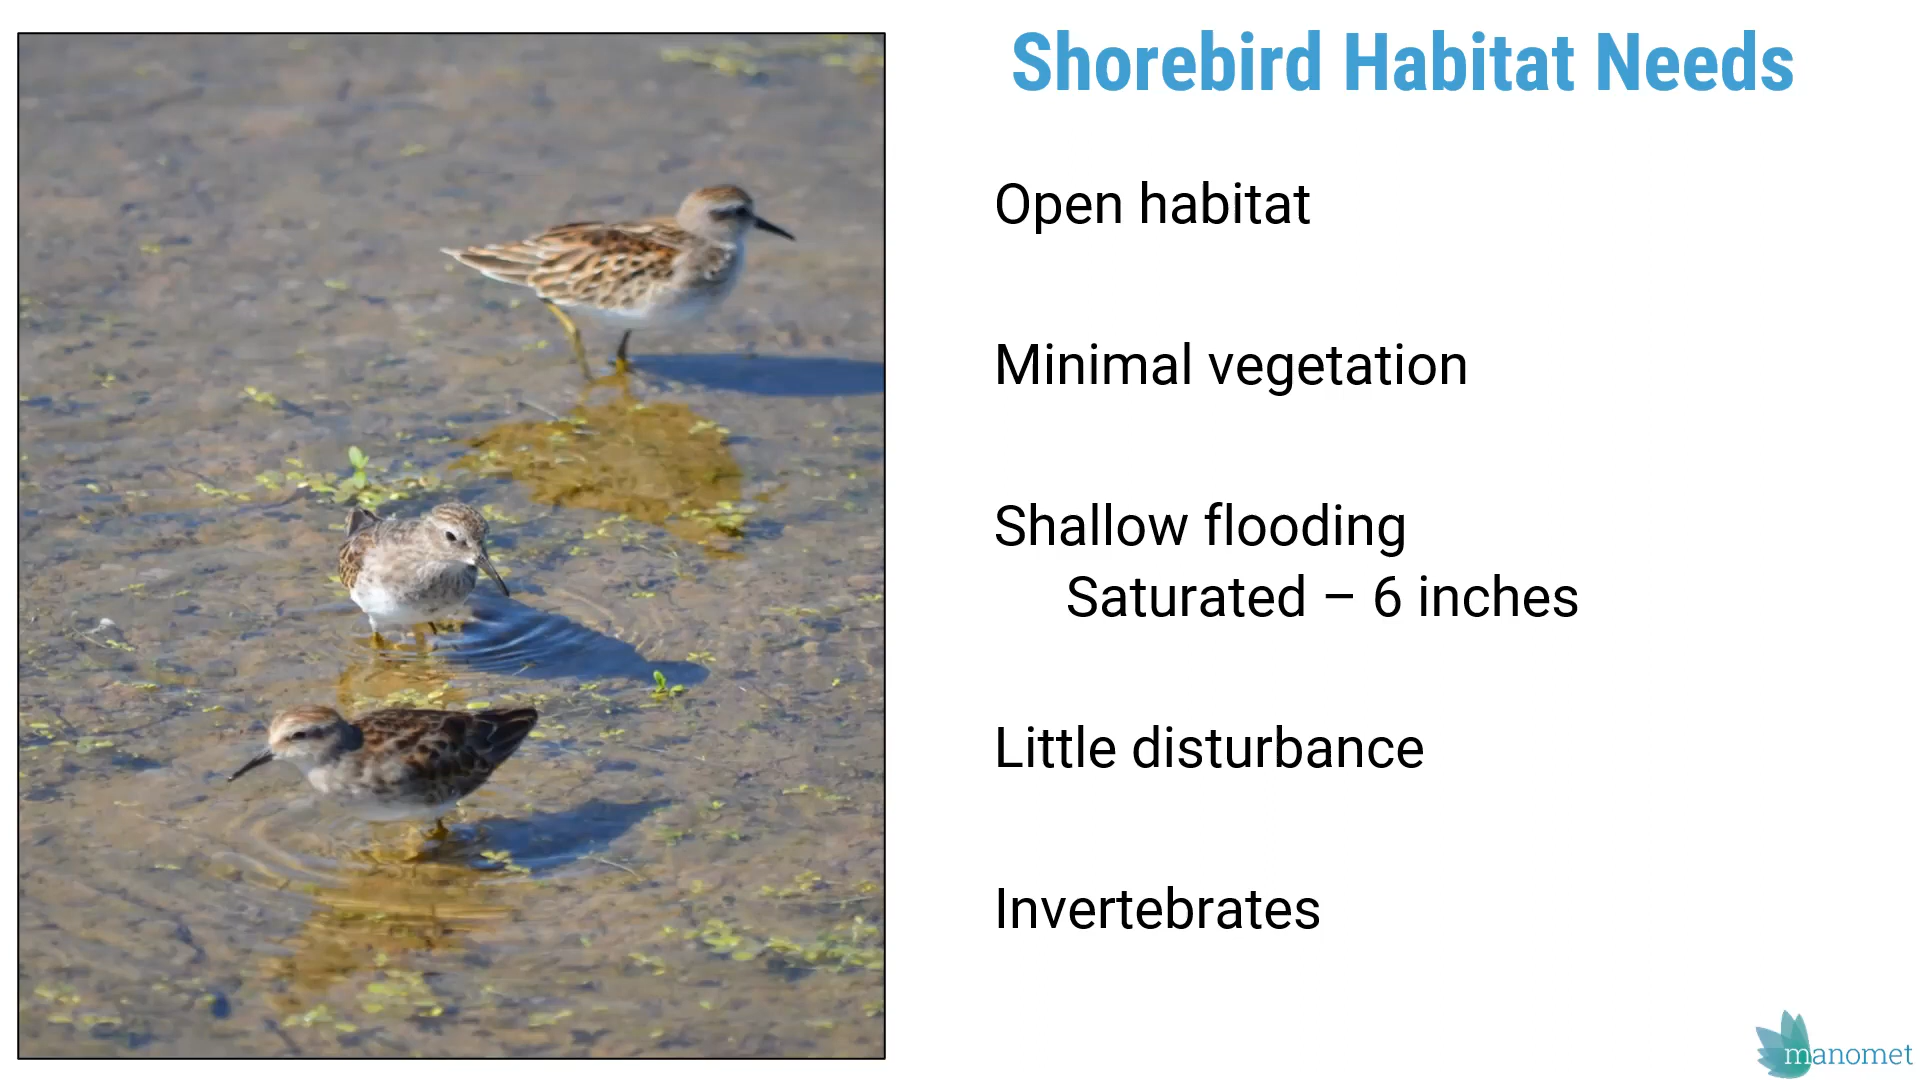 Shorebird Habitat Needs
Open habitat
Minimal vegetation
Shallow flooding
Saturated – 6 inches
Little disturbance
Invertebrates
manomet